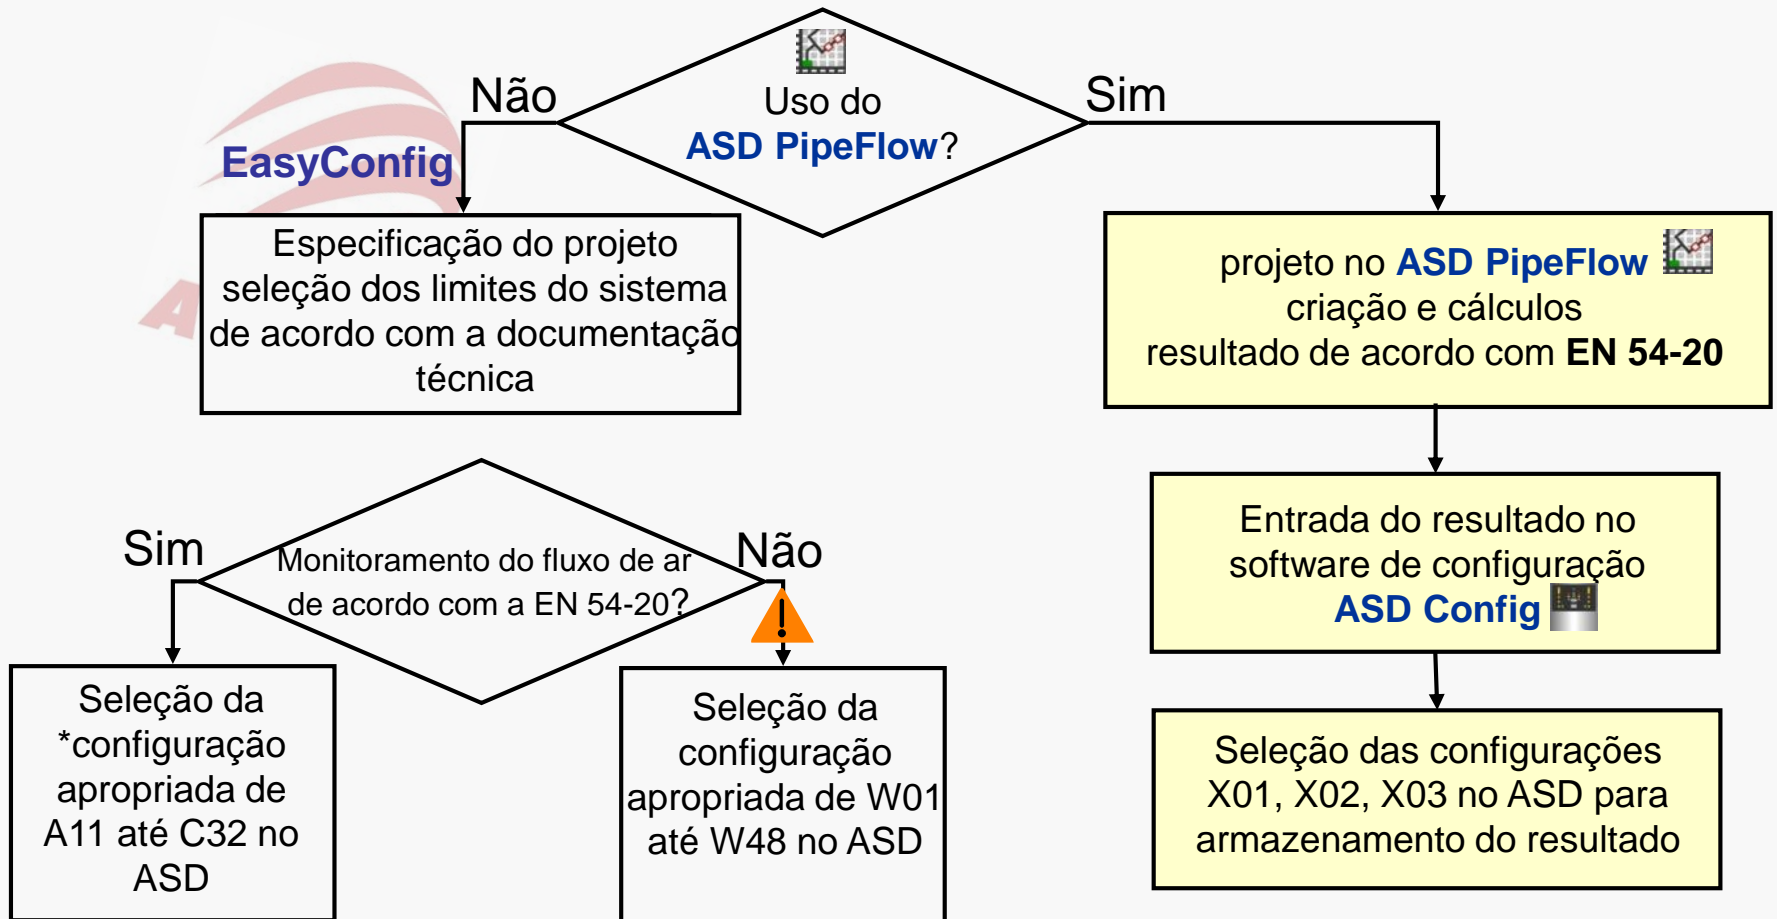 Uso do
ASD PipeFlow?
Não
Sim
EasyConfig
Especificação do projeto
seleção dos limites do sistema
de acordo com a documentação
técnica
projeto no ASD PipeFlow
criação e cálculos
resultado de acordo com EN 54-20
Sim
Monitoramento do fluxo de ar
de acordo com a EN 54-20?
Não
Entrada do resultado no
software de configuração
ASD Config
Seleção da
*configuração
apropriada de
A11 até C32 no
ASD
Seleção da
configuração
apropriada de W01
até W48 no ASD
Seleção das configurações
X01, X02, X03 no ASD para
armazenamento do resultado